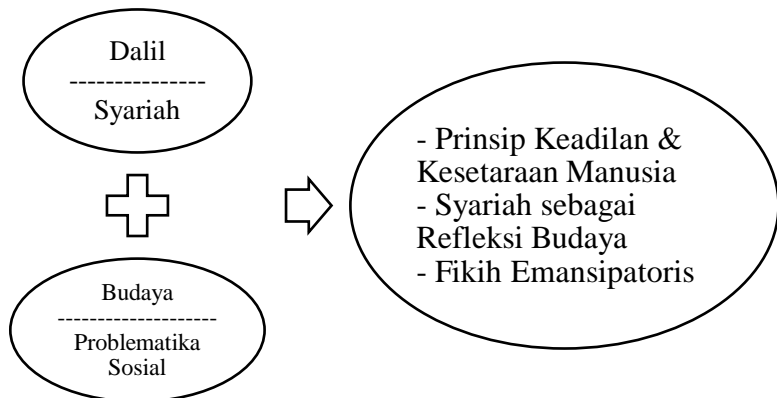 Dalil
---------------
Syariah
Budaya
---------------------
Problematika
Sosial
- Prinsip Keadilan &
Kesetaraan Manusia
- Syariah sebagai
Refleksi Budaya
- Fikih Emansipatoris